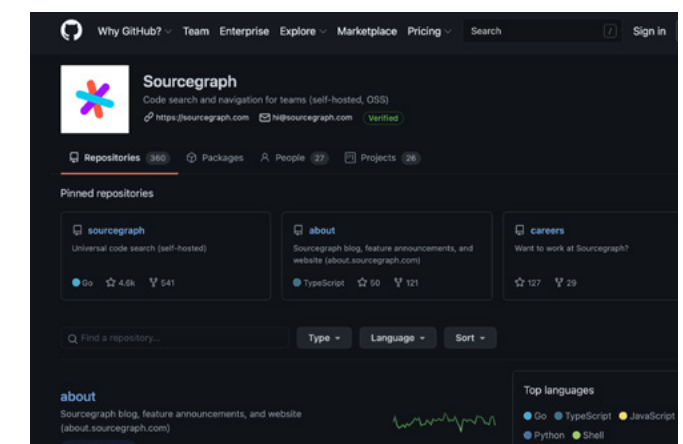 Why GitHub? Team Enterprise Explore Marketplace Pricing Search / Sign in
Sourcegraph
Code search and navigation for teams (self-hosted, OSS)
https://sourcegraph.com hi@sourcegraph.com Verified
Repositories 360 Packages People 27 Projects 26
Pinned repositories
sourcegraph
Universal code search (self-hosted)
Go 4.6k 541
about
Sourcegraph blog, feature announcements, and
website (about.sourcegraph.com)
TypeScript 50 121
careers
Want to work at Sourcegraph?
127 29
Find a repository...
Type Language Sort
about
Sourcegraph blog, feature announcements, and website
(about.sourcegraph.com)
Top languages
Go TypeScript JavaScript
Python Shell